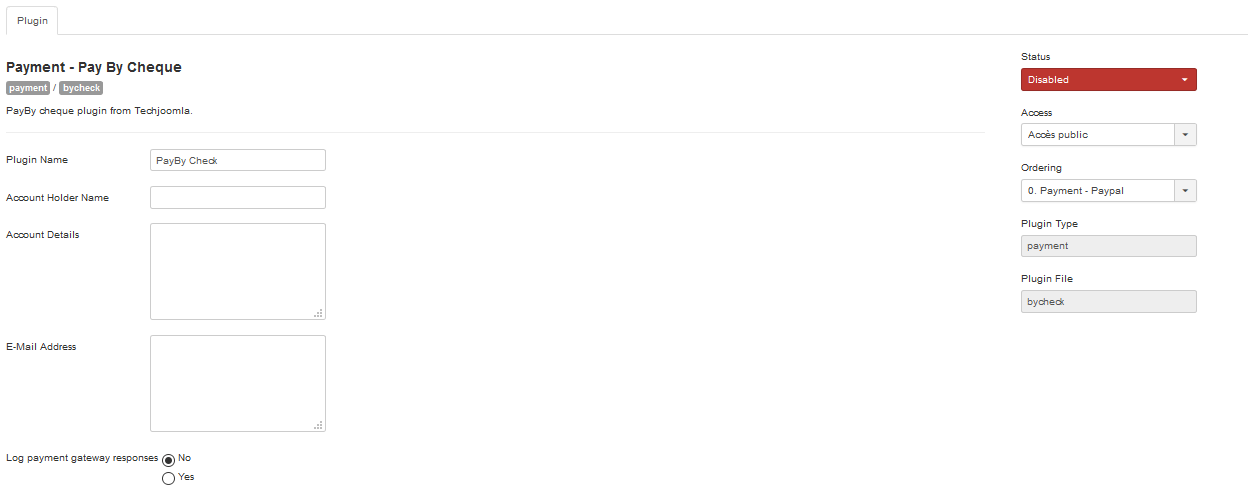 Plugin
Payment - Pay By Cheque
payment / bycheck
PayBy cheque plugin from Techjoomla.
Plugin Name
PayBy Check
Account Holder Name
Account Details
E-Mail Address
Log payment gateway responses
No
Yes
Status
Disabled
Access
Accès public
Ordering
0. Payment - Paypal
Plugin Type
payment
Plugin File
bycheck